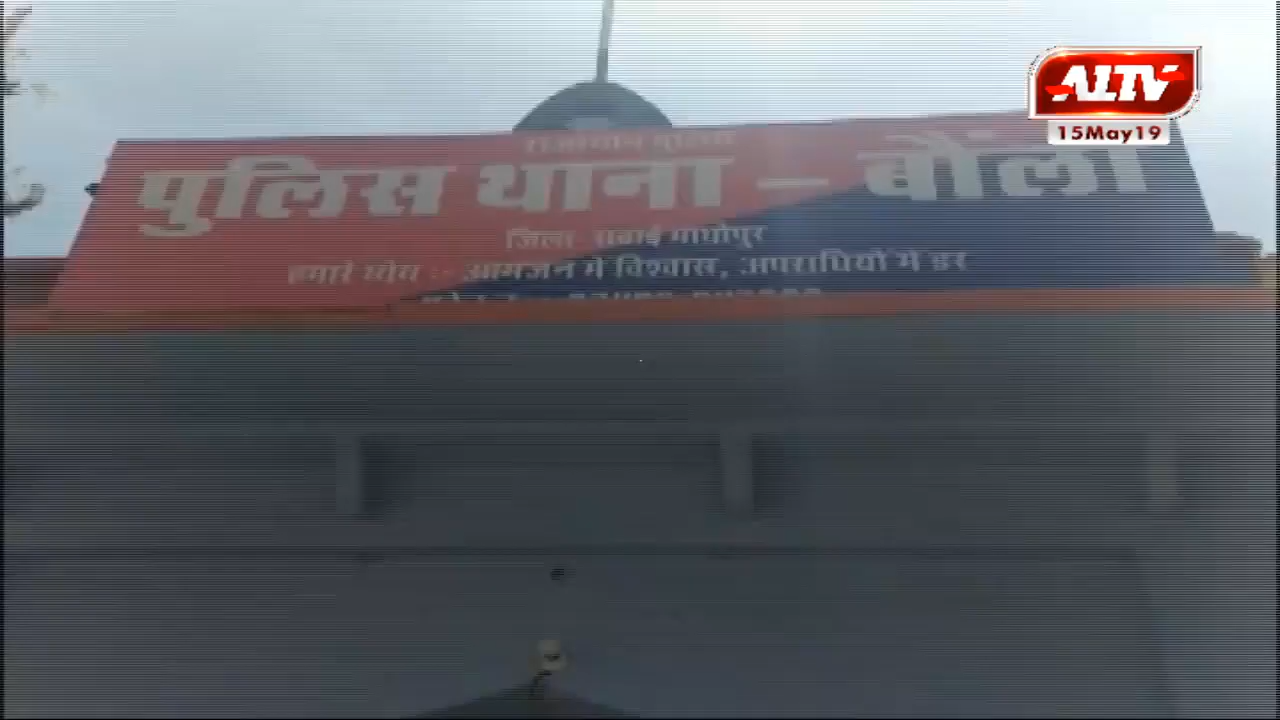 ALTV
15May19
राजस्थान पुलिस
पुलिस थाना – बौंली
जिला सवाई माधोपुर
हमारे ध्येय :- आमजन में विश्वास, अपराधियों में डर